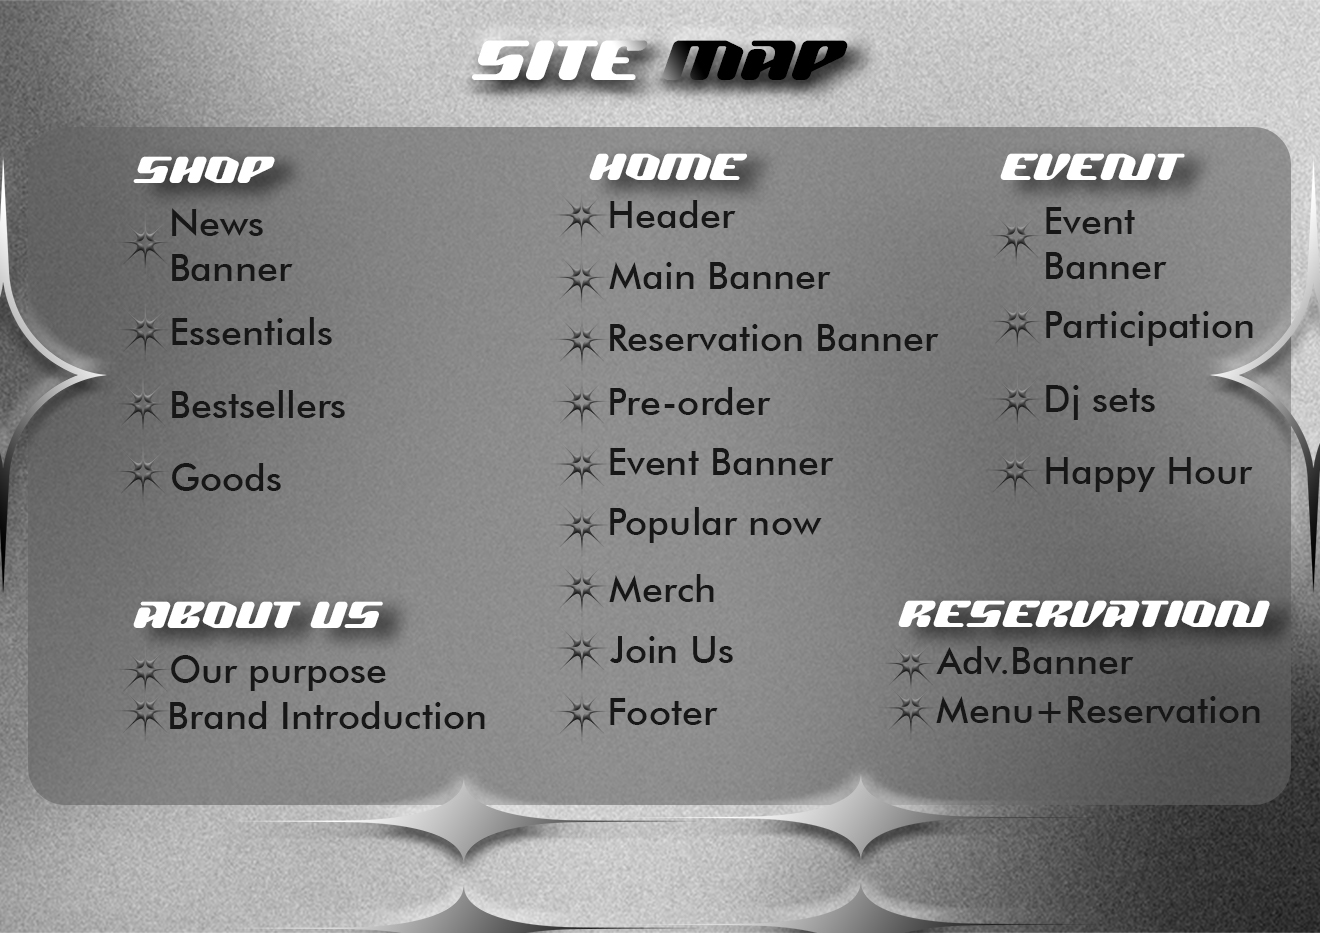 SITE MAP
SHOP
News
Banner
Essentials
Bestsellers
Goods
ABOUT US
Our purpose
Brand Introduction
HOME
Header
Main Banner
Reservation Banner
Pre-order
Event Banner
Popular now
Merch
Join Us
Footer
EVENT
Event
Banner
Participation
Dj sets
Happy Hour
RESERVATION
Adv.Banner
Menu+Reservation